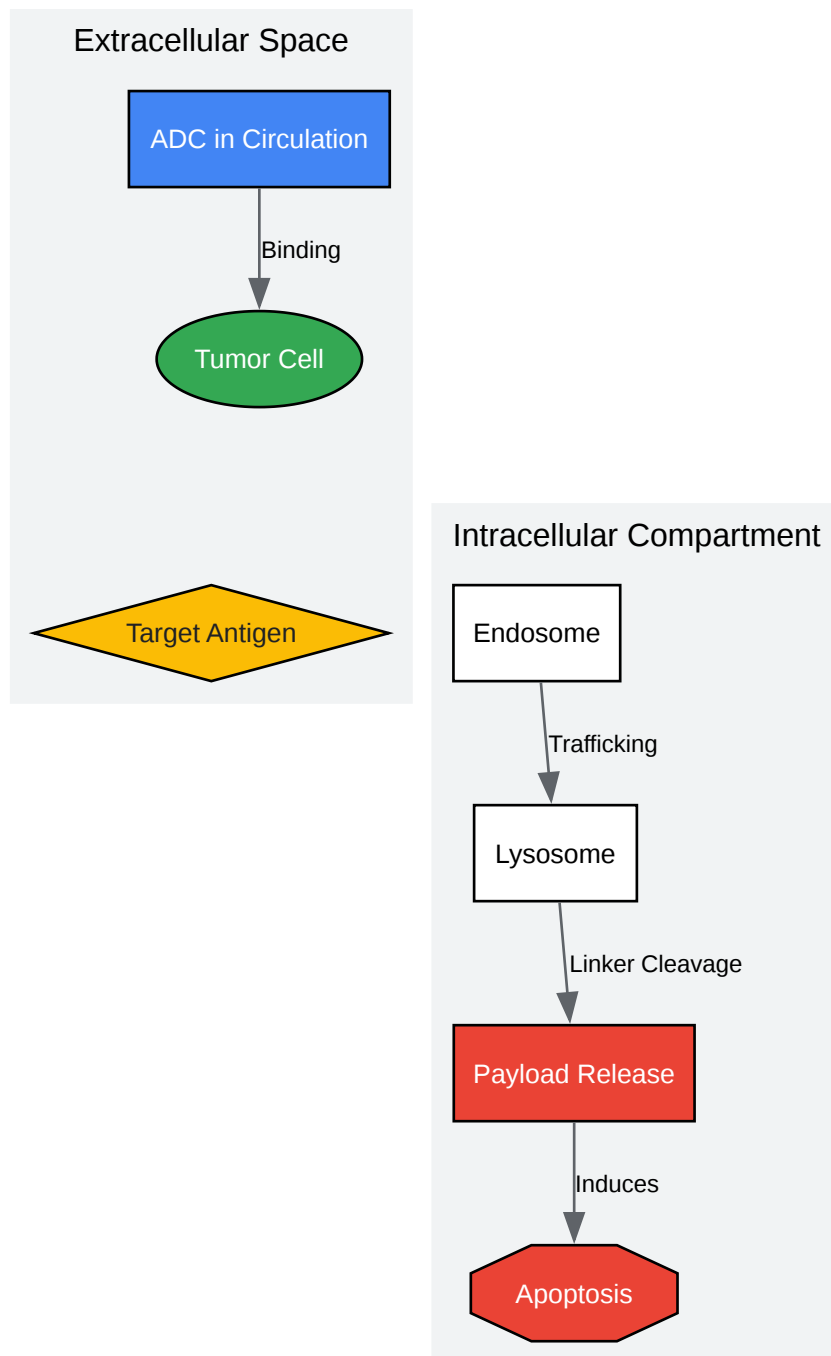 Extracellular Space
ADC in Circulation
Binding
Tumor Cell
Target Antigen
Intracellular Compartment
Endosome
Trafficking
Lysosome
Linker Cleavage
Payload Release
Induces
Apoptosis